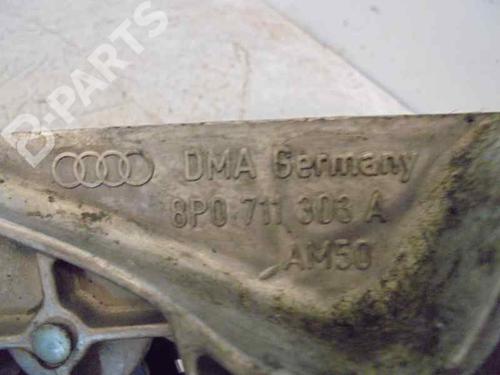 B-PARTS
DMA Germany
8P0 711 303 A
AM50